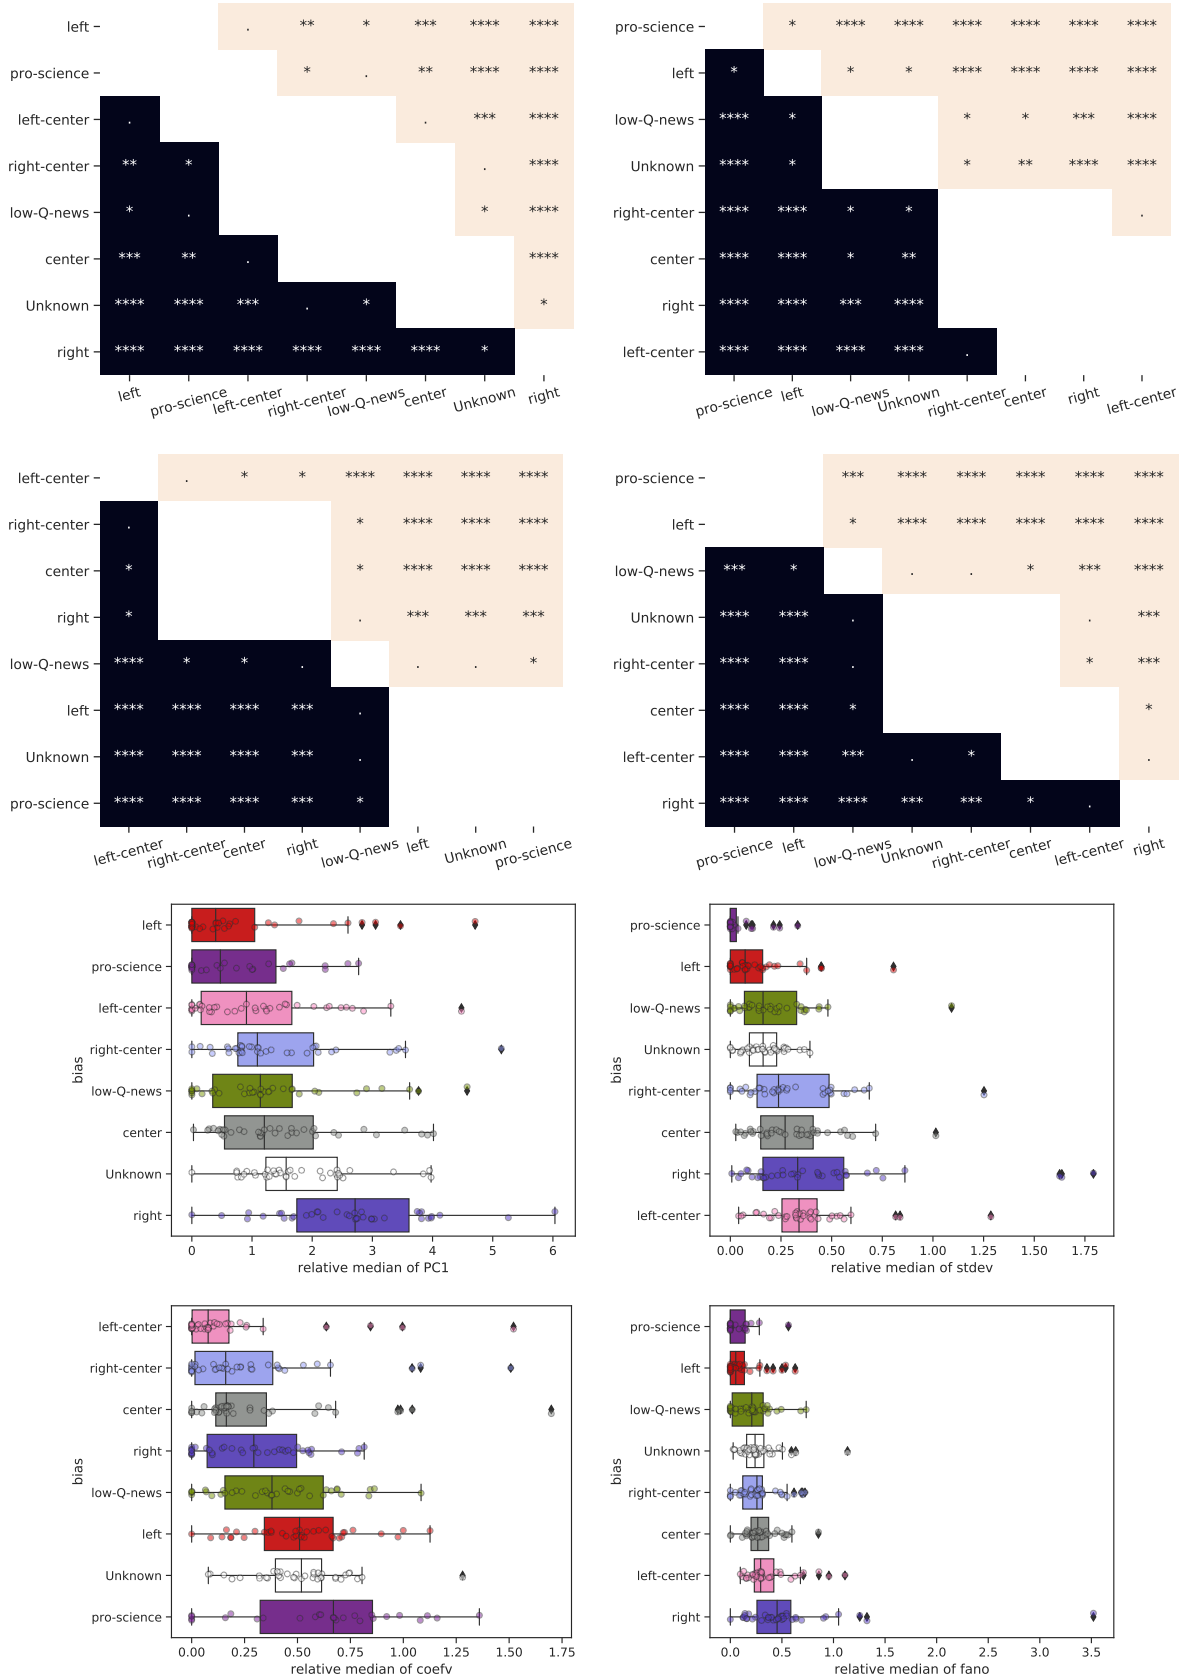 left . ** * *** **** ****
pro-science * . ** **** ****
left-center . . *** ****
right-center ** * . ****
low-Q-news * . * ****
center *** ** . ****
Unknown **** **** *** . * *
right **** **** **** **** **** **** *
left pro-science left-center right-center low-Q-news center Unknown right
pro-science * **** **** **** **** **** ****
left * * * **** **** **** ****
low-Q-news **** * * * *** ****
Unknown **** * * ** **** ****
right-center **** **** * * .
center **** **** * **
right **** **** *** ****
left-center **** **** **** **** .
pro-science left low-Q-news Unknown right-center center right left-center
left-center . * * **** **** **** ****
right-center . * **** **** ****
center * * **** **** ****
right * . *** *** ***
low-Q-news **** * * . . . *
left **** **** **** *** .
Unknown **** **** **** *** .
pro-science **** **** **** *** *
left-center right-center center right low-Q-news left Unknown pro-science
pro-science *** **** **** **** **** ****
left * **** **** **** **** ****
low-Q-news *** * . . * *** ****
Unknown **** **** . . ***
right-center **** **** . * ***
center **** **** * *
left-center **** **** *** . * .
right **** **** **** *** *** * .
pro-science left low-Q-news Unknown right-center center left-center right
bias
left
pro-science
left-center
right-center
low-Q-news
center
Unknown
right
0 1 2 3 4 5 6
relative median of PC1
bias
pro-science
left
low-Q-news
Unknown
right-center
center
right
left-center
0.00 0.25 0.50 0.75 1.00 1.25 1.50 1.75
relative median of stdev
bias
left-center
right-center
center
right
low-Q-news
left
Unknown
pro-science
0.00 0.25 0.50 0.75 1.00 1.25 1.50 1.75
relative median of coefv
bias
pro-science
left
low-Q-news
Unknown
right-center
center
left-center
right
0.0 0.5 1.0 1.5 2.0 2.5 3.0 3.5
relative median of fano